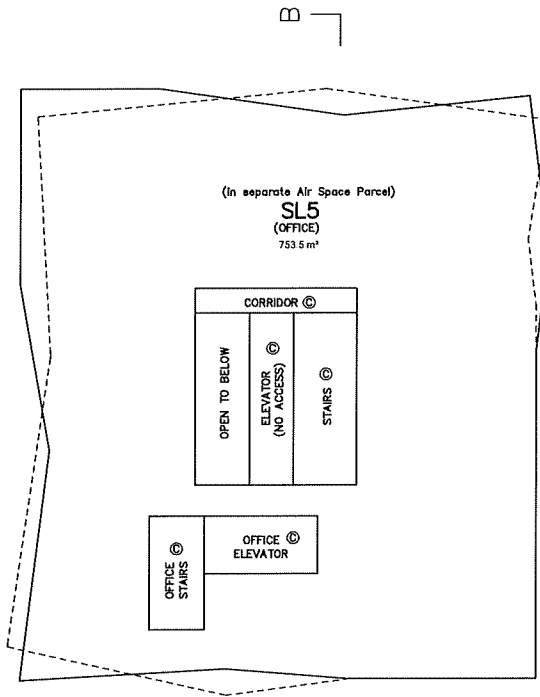 B
(in separate Air Space Parcel)
SL5
(OFFICE)
753.5 m²
CORRIDOR ©
OPEN TO BELOW
ELEVATOR ©
(NO ACCESS)
STAIRS ©
OFFICE ©
STAIRS
OFFICE ©
ELEVATOR